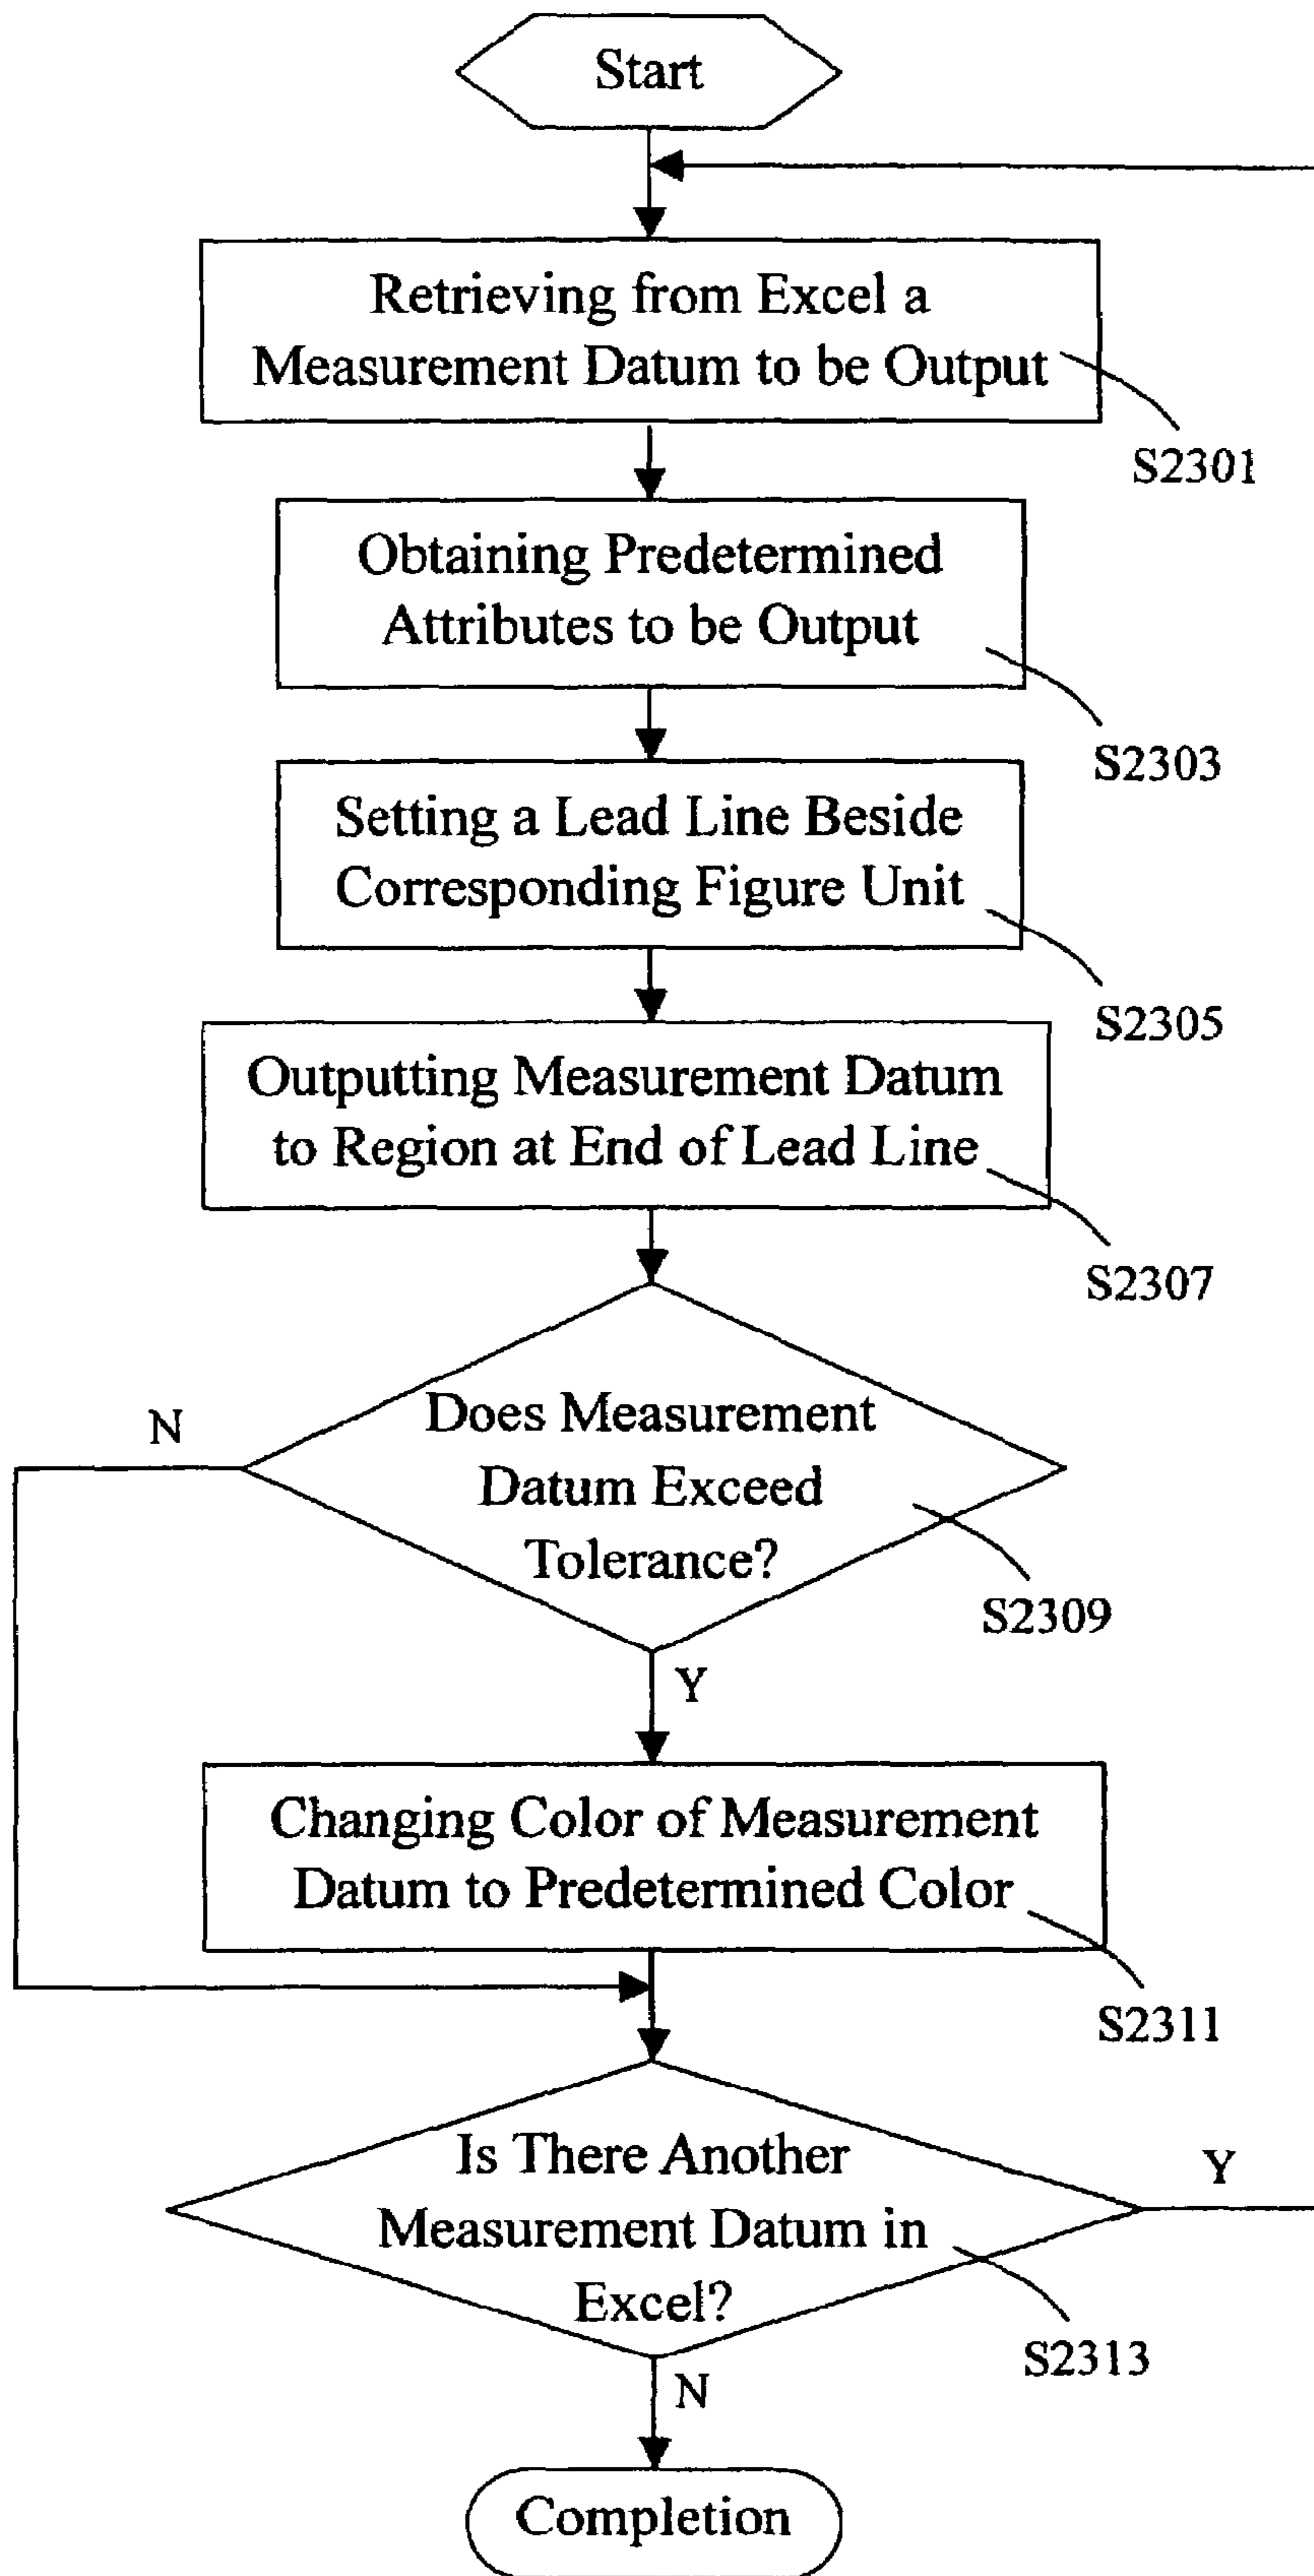 Start
Retrieving from Excel a
Measurement Datum to be Output
S2301
Obtaining Predetermined
Attributes to be Output
S2303
Setting a Lead Line Beside
Corresponding Figure Unit
S2305
Outputting Measurement Datum
to Region at End of Lead Line
S2307
N
Does Measurement
Datum Exceed
Tolerance?
S2309
Y
Changing Color of Measurement
Datum to Predetermined Color
S2311
Is There Another
Measurement Datum in
Excel?
Y
S2313
N
Completion